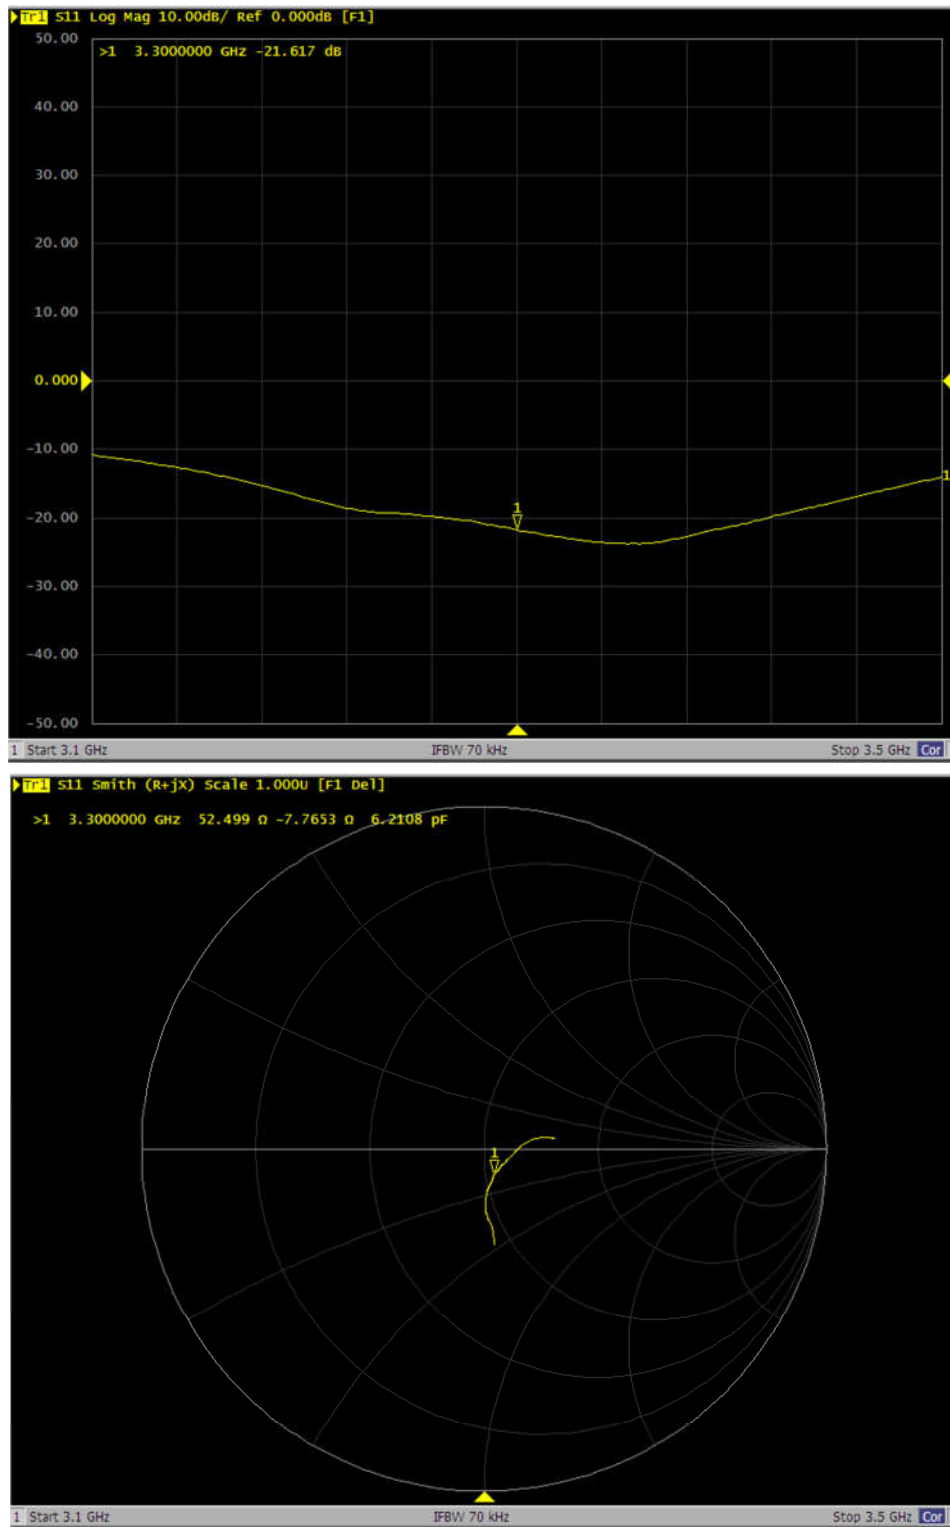 Tr1 S11 Log Mag 10.00dB/ Ref 0.000dB [F1]
50.00
>1 3.3000000 GHz -21.617 dB
40.00
30.00
20.00
10.00
0.000
-10.00
1
1
-20.00
-30.00
-40.00
-50.00
1 Start 3.1 GHz IFBW 70 kHz Stop 3.5 GHz Cor
Tr1 S11 Smith (R+jX) Scale 1.000U [F1 Del]
>1 3.3000000 GHz 52.499 Ω -7.7653 Ω 6.2108 pF
1
1 Start 3.1 GHz IFBW 70 kHz Stop 3.5 GHz Cor